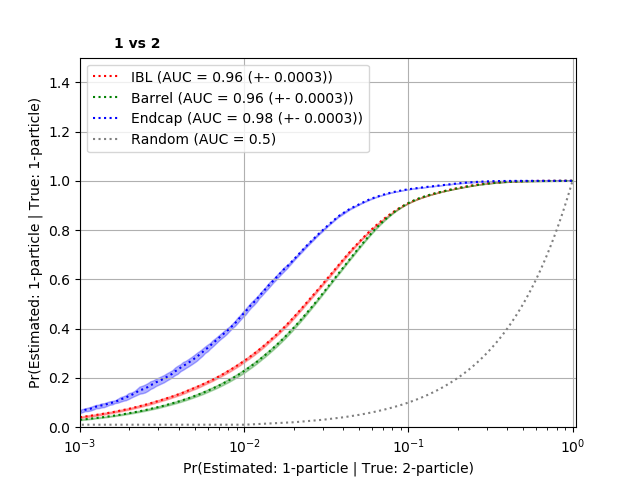 1 vs 2
IBL (AUC = 0.96 (+- 0.0003))
Barrel (AUC = 0.96 (+- 0.0003))
Endcap (AUC = 0.98 (+- 0.0003))
Random (AUC = 0.5)
Pr(Estimated: 1-particle | True: 1-particle)
1.4
1.2
1.0
0.8
0.6
0.4
0.2
0.0
10⁻³ 10⁻² 10⁻¹ 10⁰
Pr(Estimated: 1-particle | True: 2-particle)